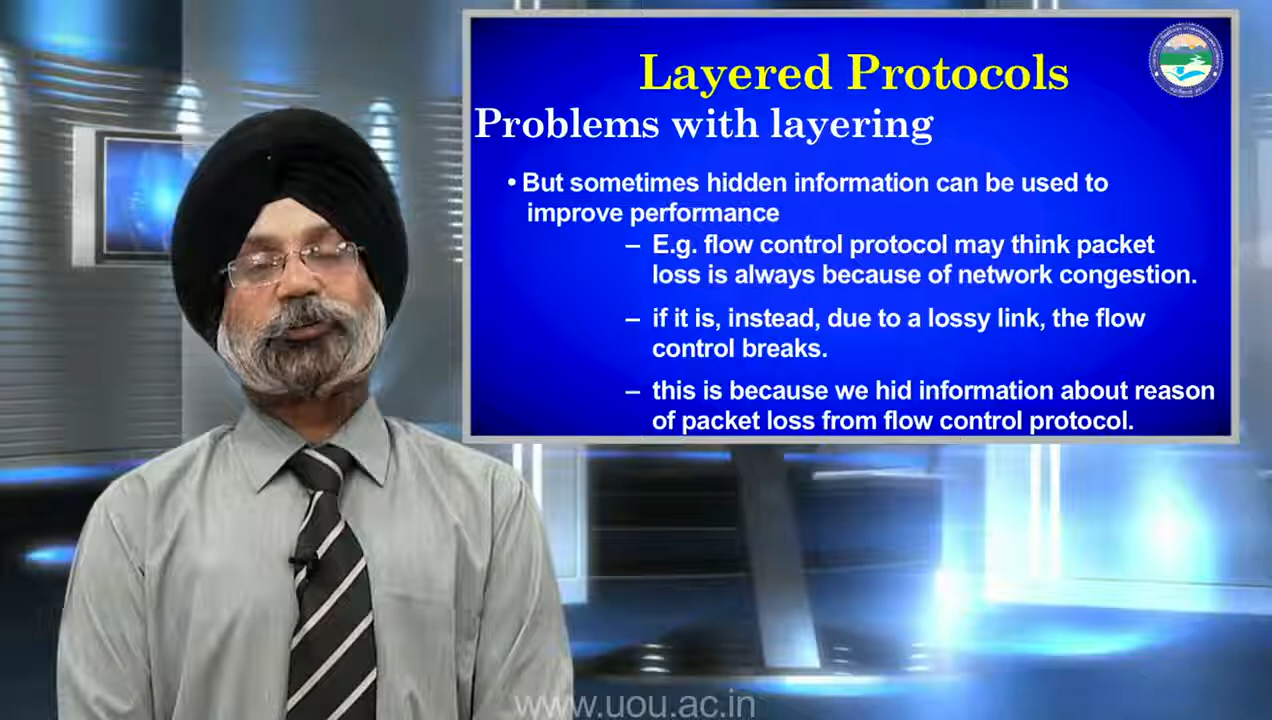 Layered Protocols
Problems with layering
• But sometimes hidden information can be used to
improve performance
– E.g. flow control protocol may think packet
loss is always because of network congestion.
– if it is, instead, due to a lossy link, the flow
control breaks.
– this is because we hid information about reason
of packet loss from flow control protocol.
www.uou.ac.in